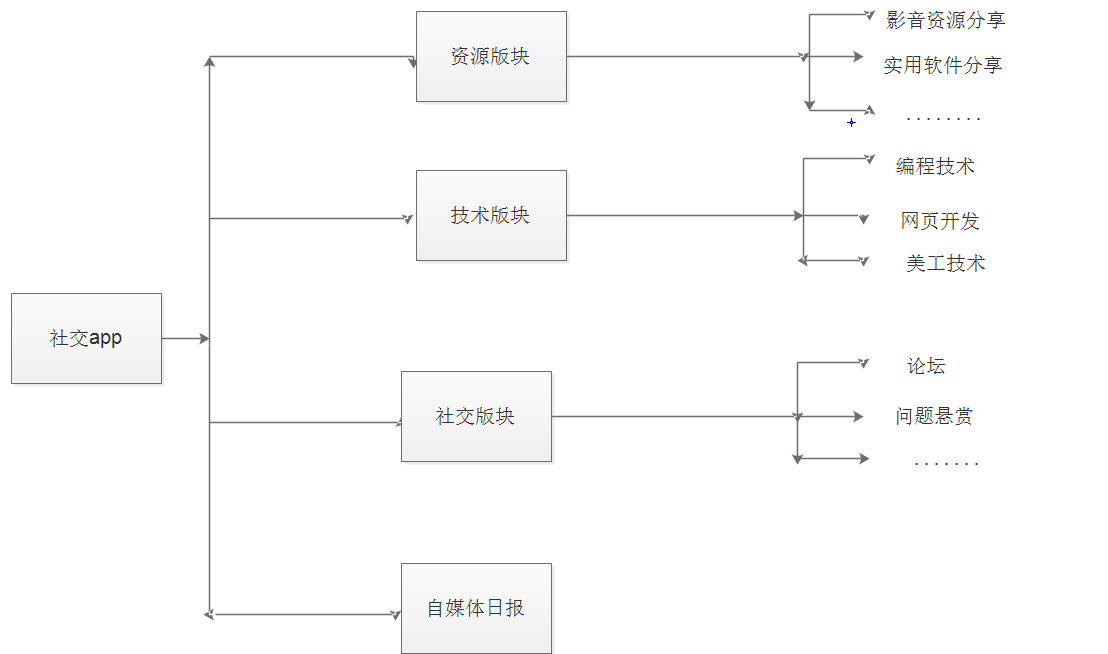 资源版块
影音资源分享
实用软件分享
........
技术版块
编程技术
网页开发
美工技术
社交app
社交版块
论坛
问题悬赏
.......
自媒体日报